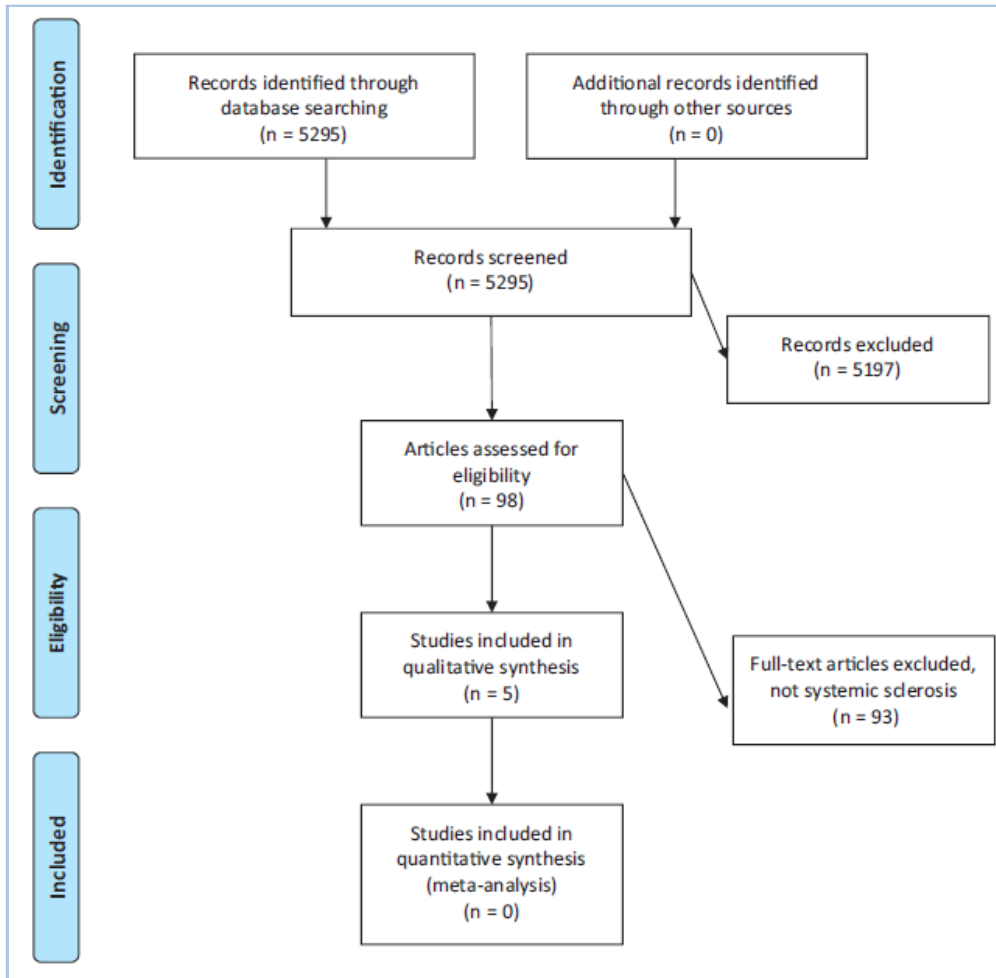 Identification
Records identified through
database searching
(n = 5295)
Additional records identified
through other sources
(n = 0)
Records screened
(n = 5295)
Screening
Records excluded
(n = 5197)
Articles assessed for
eligibility
(n = 98)
Eligibility
Studies included in
qualitative synthesis
(n = 5)
Full-text articles excluded,
not systemic sclerosis
(n = 93)
Included
Studies included in
quantitative synthesis
(meta-analysis)
(n = 0)